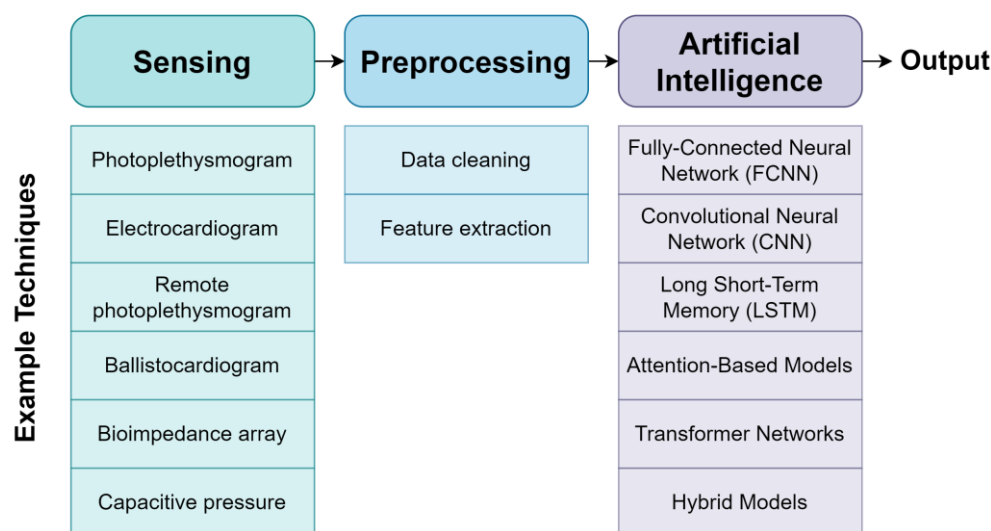 Sensing
Preprocessing
Artificial
Intelligence
Output
Example Techniques
Photoplethysmogram
Electrocardiogram
Remote
photoplethysmogram
Ballistocardiogram
Bioimpedance array
Capacitive pressure
Data cleaning
Feature extraction
Fully-Connected Neural
Network (FCNN)
Convolutional Neural
Network (CNN)
Long Short-Term
Memory (LSTM)
Attention-Based Models
Transformer Networks
Hybrid Models